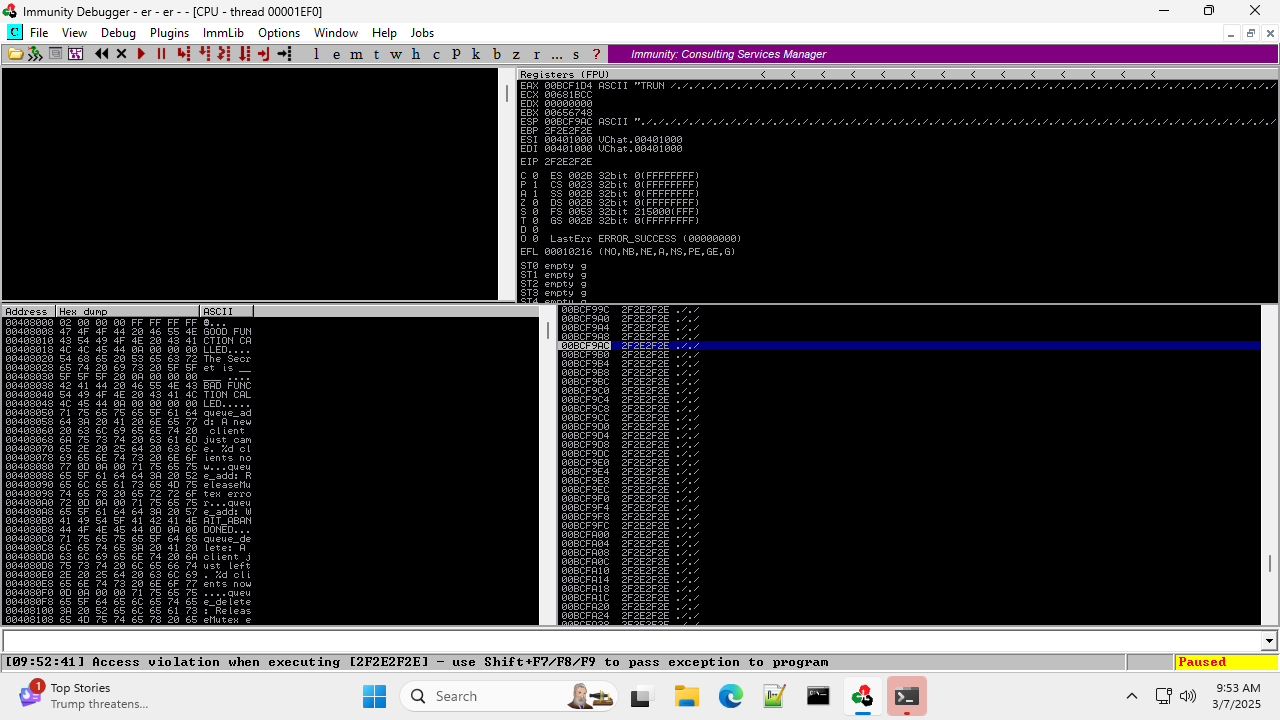 Immunity Debugger - er - er - - [CPU - thread 00001EF0]
C File View Debug Plugins ImmLib Options Window Help Jobs
l e m t w h c P k b z r ... s ?
Immunity: Consulting Services Manager
Registers (FPU) < < < < < < < < < < < < < <
EAX 00BCF1D4 ASCII "TRUN /././././././././././././././././././././././././././././././././././././././././././././././././././
ECX 00681BCC
EDX 00000000
EBX 00656748
ESP 00BCF9AC ASCII "././././././././././././././././././././././././././././././././././././././././././././././././././././
EBP 2F2E2F2E
ESI 00401000 VChat.00401000
EDI 00401000 VChat.00401000
EIP 2F2E2F2E
C 0 ES 002B 32bit 0(FFFFFFFF)
P 1 CS 0023 32bit 0(FFFFFFFF)
A 1 SS 002B 32bit 0(FFFFFFFF)
Z 0 DS 002B 32bit 0(FFFFFFFF)
S 0 FS 0053 32bit 215000(FFF)
T 0 GS 002B 32bit 0(FFFFFFFF)
D 0
O 0 LastErr ERROR_SUCCESS (00000000)
EFL 00010216 (NO,NB,NE,A,NS,PE,GE,G)
ST0 empty g
ST1 empty g
ST2 empty g
ST3 empty g
ST4 empty g
Address Hex dump ASCII
00408000 02 00 00 00 FF FF FF FF ☻...
00408008 47 4F 4F 44 20 46 55 4E GOOD FUN
00408010 43 54 49 4F 4E 20 43 41 CTION CA
00408018 4C 4C 45 44 0A 00 00 00 LLED....
00408020 54 68 65 20 53 65 63 72 The Secr
00408028 65 74 20 69 73 20 5F 5F et is __
00408030 5F 5F 5F 20 0A 00 00 00 ___ ....
00408038 42 41 44 20 46 55 4E 43 BAD FUNC
00408040 54 49 4F 4E 20 43 41 4C TION CAL
00408048 4C 45 44 0A 00 00 00 00 LED.....
00408050 71 75 65 75 65 5F 61 64 queue_ad
00408058 64 3A 20 41 20 6E 65 77 d: A new
00408060 20 63 6C 69 65 6E 74 20  client 
00408068 6A 75 73 74 20 63 61 6D just cam
00408070 65 2E 20 25 64 20 63 6C e. %d cl
00408078 69 65 6E 74 73 20 6E 6F ients no
00408080 77 0D 0A 00 71 75 65 75 w...queu
00408088 65 5F 61 64 64 3A 20 52 e_add: R
00408090 65 6C 65 61 73 65 4D 75 eleaseMu
00408098 74 65 78 20 65 72 72 6F tex erro
004080A0 72 0D 0A 00 71 75 65 75 r...queu
004080A8 65 5F 61 64 64 3A 20 57 e_add: W
004080B0 41 49 54 5F 41 42 41 4E AIT_ABAN
004080B8 44 4F 4E 45 44 0D 0A 00 DONED...
004080C0 71 75 65 75 65 5F 64 65 queue_de
004080C8 6C 65 74 65 3A 20 41 20 lete: A 
004080D0 63 6C 69 65 6E 74 20 6A client j
004080D8 75 73 74 20 6C 65 66 74 ust left
004080E0 2E 20 25 64 20 63 6C 69 . %d cli
004080E8 65 6E 74 73 20 6E 6F 77 ents now
004080F0 0D 0A 00 00 71 75 65 75 ....queu
004080F8 65 5F 64 65 6C 65 74 65 e_delete
00408100 3A 20 52 65 6C 65 61 73 : Releas
00408108 65 4D 75 74 65 78 20 65 eMutex e
00BCF99C 2F2E2F2E ././
00BCF9A0 2F2E2F2E ././
00BCF9A4 2F2E2F2E ././
00BCF9A8 2F2E2F2E ././
00BCF9AC 2F2E2F2E ././
00BCF9B0 2F2E2F2E ././
00BCF9B4 2F2E2F2E ././
00BCF9B8 2F2E2F2E ././
00BCF9BC 2F2E2F2E ././
00BCF9C0 2F2E2F2E ././
00BCF9C4 2F2E2F2E ././
00BCF9C8 2F2E2F2E ././
00BCF9CC 2F2E2F2E ././
00BCF9D0 2F2E2F2E ././
00BCF9D4 2F2E2F2E ././
00BCF9D8 2F2E2F2E ././
00BCF9DC 2F2E2F2E ././
00BCF9E0 2F2E2F2E ././
00BCF9E4 2F2E2F2E ././
00BCF9E8 2F2E2F2E ././
00BCF9EC 2F2E2F2E ././
00BCF9F0 2F2E2F2E ././
00BCF9F4 2F2E2F2E ././
00BCF9F8 2F2E2F2E ././
00BCF9FC 2F2E2F2E ././
00BCFA00 2F2E2F2E ././
00BCFA04 2F2E2F2E ././
00BCFA08 2F2E2F2E ././
00BCFA0C 2F2E2F2E ././
00BCFA10 2F2E2F2E ././
00BCFA14 2F2E2F2E ././
00BCFA18 2F2E2F2E ././
00BCFA1C 2F2E2F2E ././
00BCFA20 2F2E2F2E ././
00BCFA24 2F2E2F2E ././
00BCFA28 2F2E2F2E ././
[09:52:41] Access violation when executing [2F2E2F2E] - use Shift+F7/F8/F9 to pass exception to program
Paused
1
Top Stories
Trump threatens...
Search
9:53 AM
3/7/2025